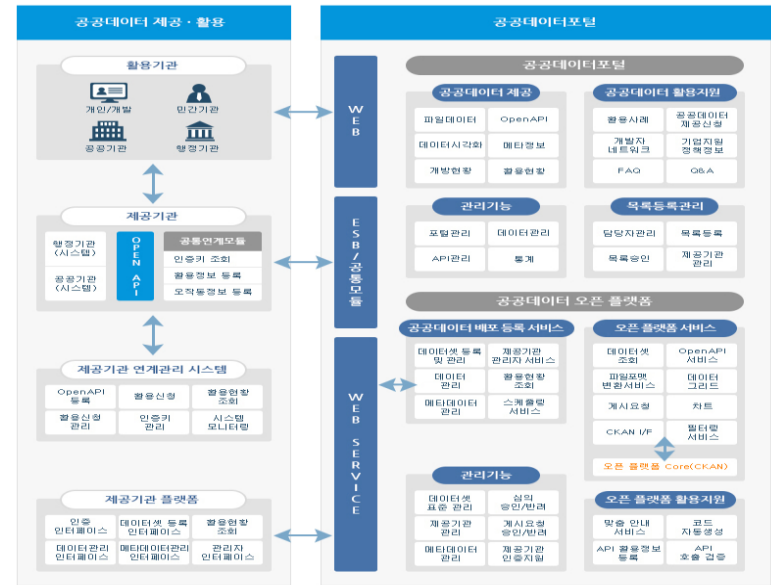 공공데이터 제공 · 활용
활용기관
개인/개발
민간기관
공공기관
행정기관
제공기관
행정기관
(시스템)
공공기관
(시스템)
OPEN API
공통연계모듈
인증키 조회
활용정보 등록
오작동정보 등록
제공기관 연계관리 시스템
OpenAPI
등록
활용신청
활용현황
조회
활용신청
관리
인증키
관리
시스템
모니터링
제공기관 플랫폼
인증
인터페이스
데이터셋 등록
인터페이스
활용현황
조회
데이터관리
인터페이스
메타데이터관리
인터페이스
관리자
인터페이스
공공데이터포털
WEB
ESB/공통모듈
WEB SERVICE
공공데이터포털
공공데이터 제공
파일데이터
OpenAPI
데이터시각화
메타정보
개발현황
활용현황
공공데이터 활용지원
활용사례
공공데이터
제공신청
개발자
네트워크
기업지원
정책정보
FAQ
Q&A
관리기능
포털관리
데이터관리
API관리
통계
목록등록관리
담당자관리
목록등록
목록승인
제공기관
관리
공공데이터 오픈 플랫폼
공공데이터 배포 등록 서비스
데이터셋 등록
및 관리
제공기관
관리자 서비스
데이터
관리
활용현황
조회
메타데이터
관리
스케쥴링
서비스
오픈 플랫폼 서비스
데이터셋
조회
OpenAPI
서비스
파일포맷
변환서비스
데이터
그리드
게시요청
차트
CKAN I/F
필터링
서비스
오픈 플랫폼 Core(CKAN)
관리기능
데이터셋
표준 관리
심의
승인/반려
제공기관
관리
게시요청
승인/반려
메타데이터
관리
제공기관
인증지원
오픈 플랫폼 활용지원
맞춤 안내
서비스
코드
자동생성
API 활용정보
등록
API
호출 검증